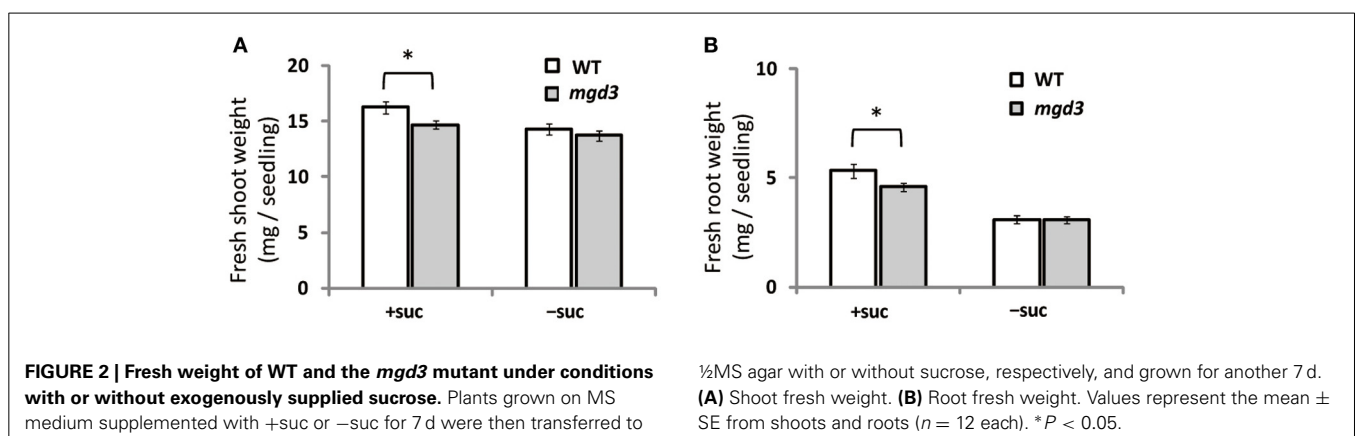 A
*
20
15
10
5
0
Fresh shoot weight
(mg / seedling)
WT
mgd3
+suc
−suc
B
*
10
5
0
Fresh root weight
(mg / seedling)
WT
mgd3
+suc
−suc
FIGURE 2 | Fresh weight of WT and the mgd3 mutant under conditions
with or without exogenously supplied sucrose. Plants grown on MS
medium supplemented with +suc or −suc for 7 d were then transferred to
½MS agar with or without sucrose, respectively, and grown for another 7 d.
(A) Shoot fresh weight. (B) Root fresh weight. Values represent the mean ±
SE from shoots and roots (n = 12 each). *P < 0.05.